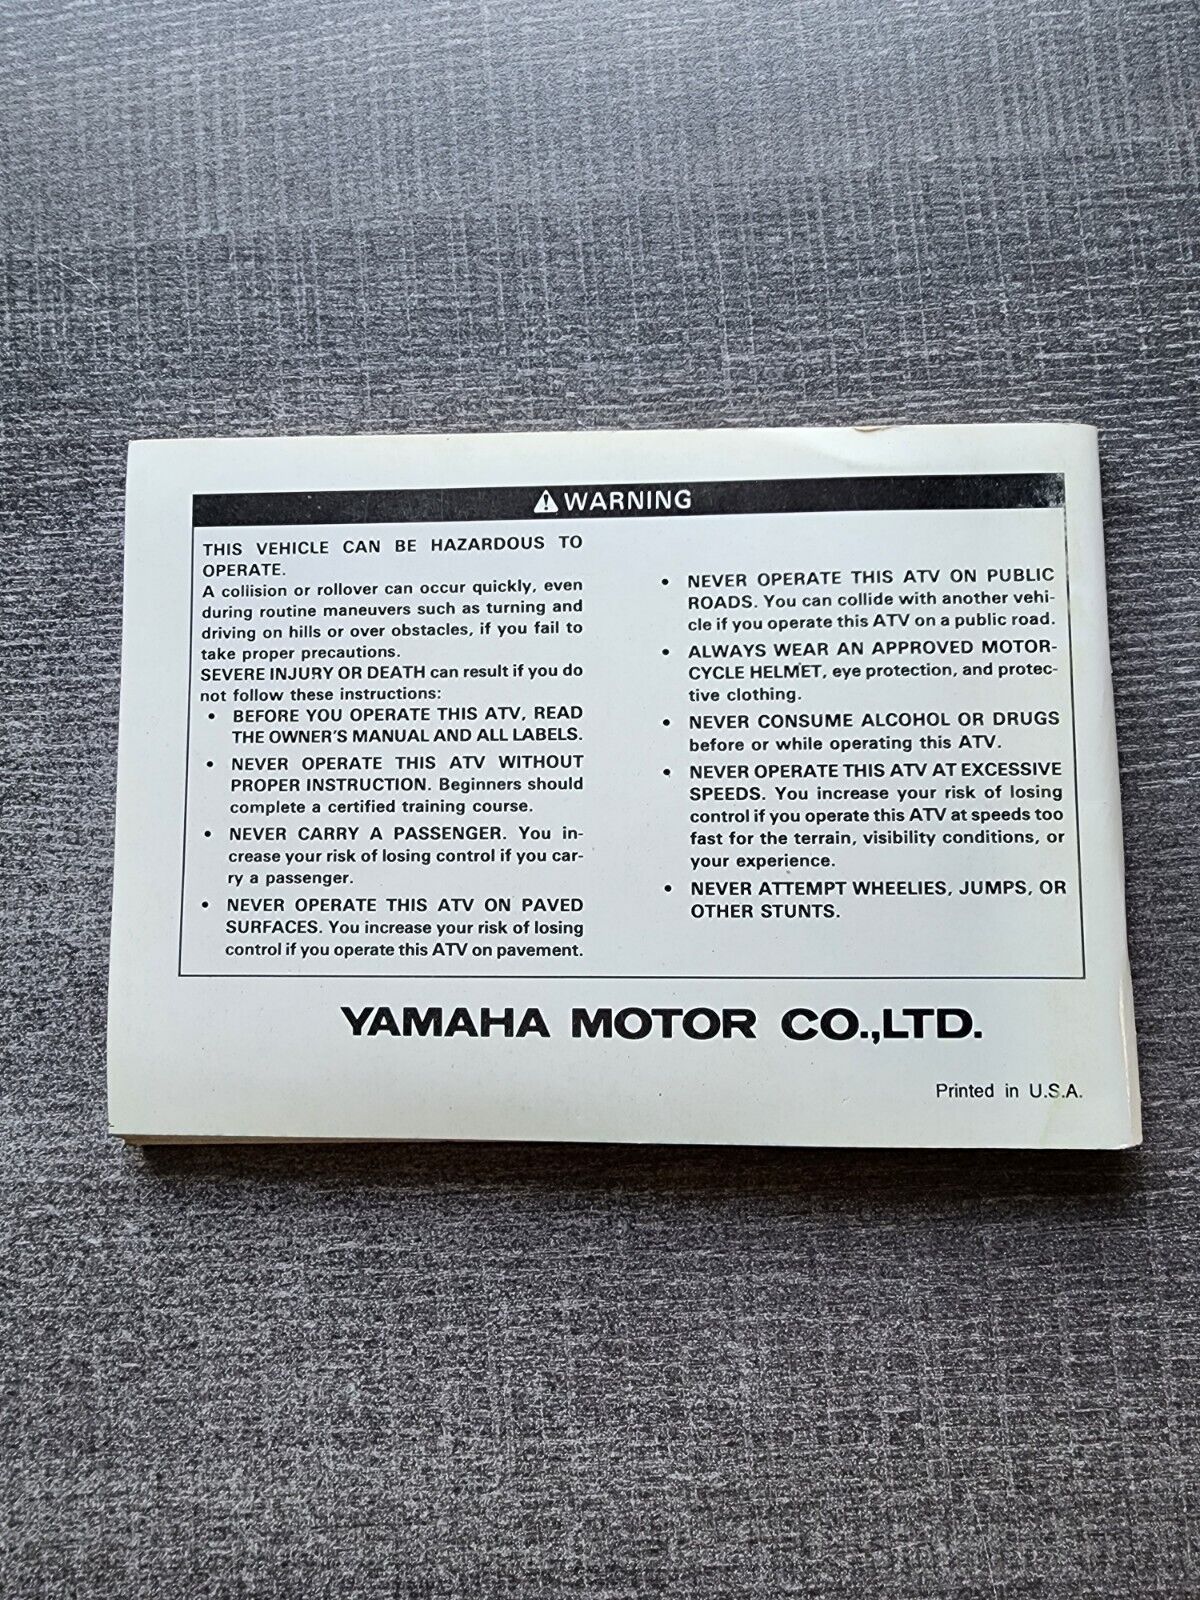 WARNING
THIS VEHICLE CAN BE HAZARDOUS TO
OPERATE.
A collision or rollover can occur quickly, even
during routine maneuvers such as turning and
driving on hills or over obstacles, if you fail to
take proper precautions.
SEVERE INJURY OR DEATH can result if you do
not follow these instructions:
• BEFORE YOU OPERATE THIS ATV, READ
THE OWNER'S MANUAL AND ALL LABELS.
• NEVER OPERATE THIS ATV WITHOUT
PROPER INSTRUCTION. Beginners should
complete a certified training course.
• NEVER CARRY A PASSENGER. You in-
crease your risk of losing control if you car-
ry a passenger.
• NEVER OPERATE THIS ATV ON PAVED
SURFACES. You increase your risk of losing
control if you operate this ATV on pavement.
• NEVER OPERATE THIS ATV ON PUBLIC
ROADS. You can collide with another vehi-
cle if you operate this ATV on a public road.
• ALWAYS WEAR AN APPROVED MOTOR-
CYCLE HELMET, eye protection, and protec-
tive clothing.
• NEVER CONSUME ALCOHOL OR DRUGS
before or while operating this ATV.
• NEVER OPERATE THIS ATV AT EXCESSIVE
SPEEDS. You increase your risk of losing
control if you operate this ATV at speeds too
fast for the terrain, visibility conditions, or
your experience.
• NEVER ATTEMPT WHEELIES, JUMPS, OR
OTHER STUNTS.
YAMAHA MOTOR CO.,LTD.
Printed in U.S.A.